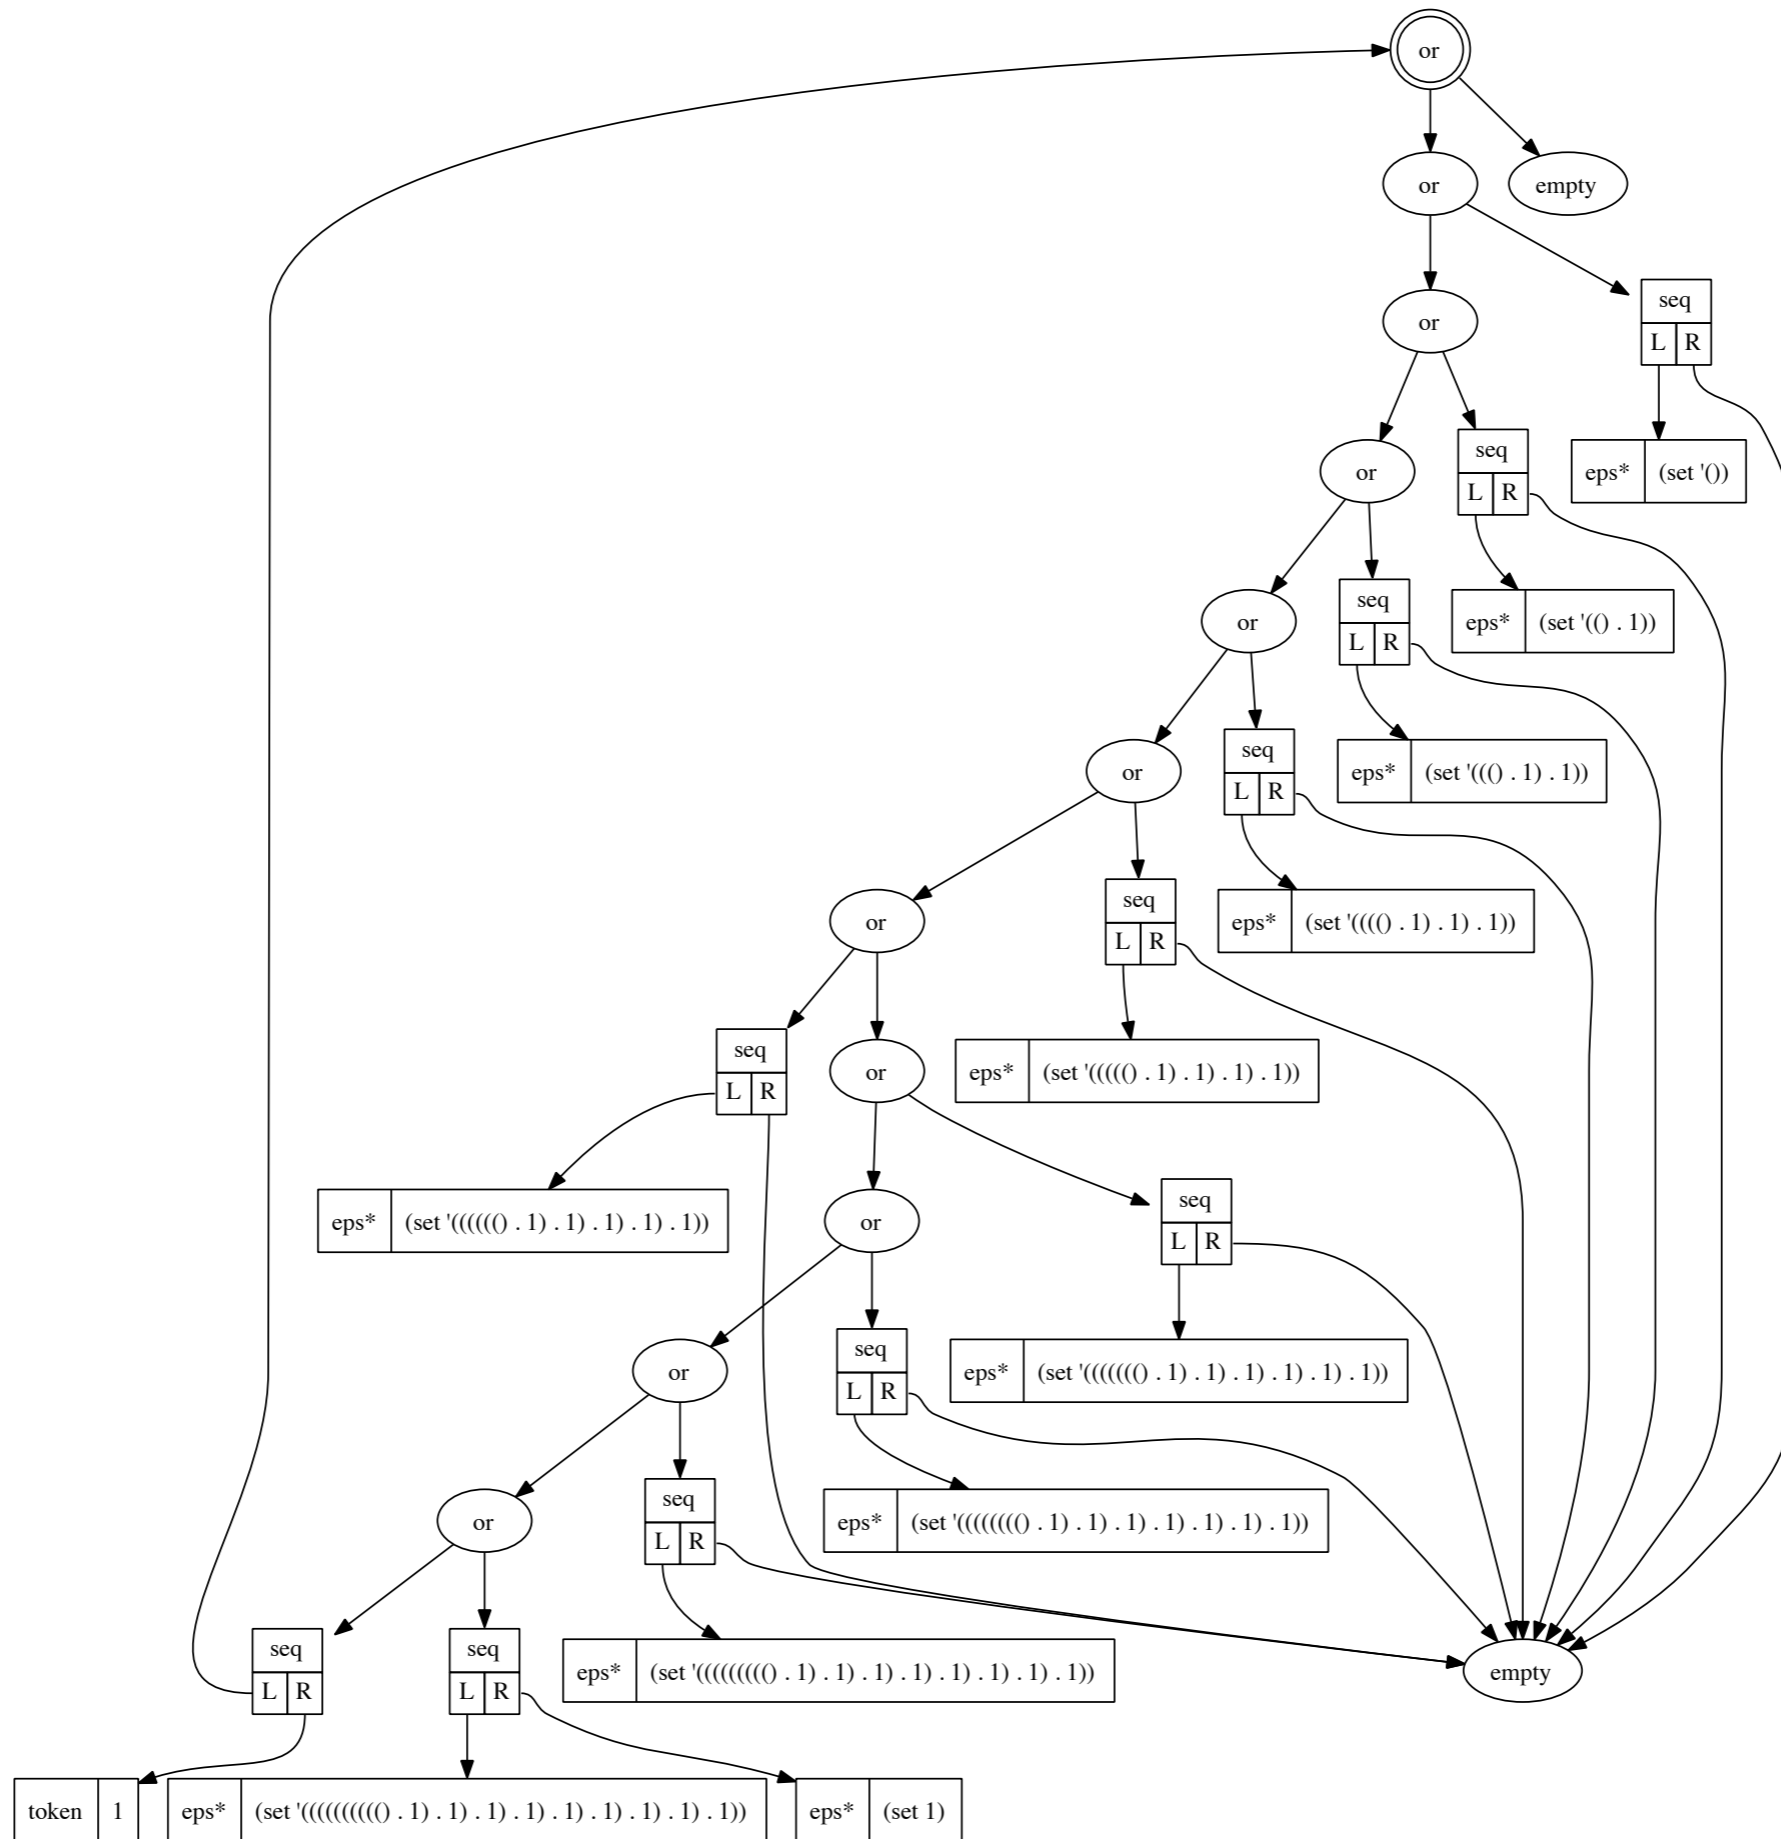 or
or
empty
or
seq
L R
or
seq
L R
eps* (set '())
or
seq
L R
eps* (set '(() . 1))
or
seq
L R
eps* (set '((() . 1) . 1))
or
seq
L R
eps* (set '(((() . 1) . 1) . 1))
or
seq
L R
seq
L R
eps* (set '((((() . 1) . 1) . 1) . 1))
or
seq
L R
eps* (set '(((((() . 1) . 1) . 1) . 1) . 1))
or
seq
L R
eps* (set '((((((() . 1) . 1) . 1) . 1) . 1) . 1))
or
seq
L R
eps* (set '(((((((() . 1) . 1) . 1) . 1) . 1) . 1) . 1))
seq
L R
seq
L R
eps* (set '((((((((() . 1) . 1) . 1) . 1) . 1) . 1) . 1) . 1))
empty
token 1
eps* (set '(((((((((() . 1) . 1) . 1) . 1) . 1) . 1) . 1) . 1) . 1))
eps* (set 1)